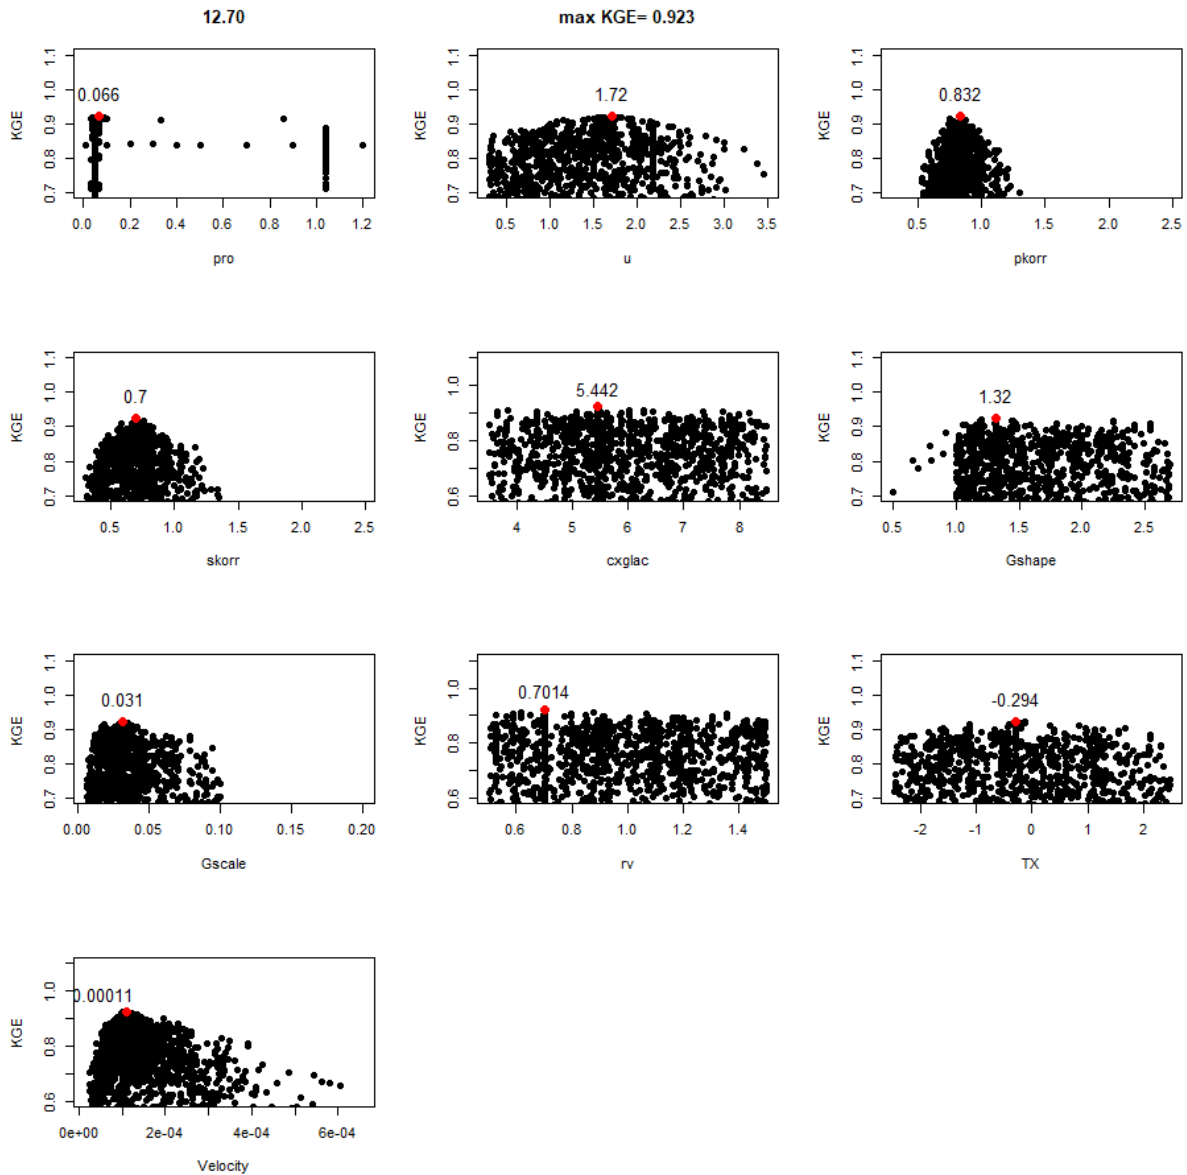 12.70
max KGE= 0.923
KGE
0.7 0.8 0.9 1.0 1.1
0.066
0.0 0.2 0.4 0.6 0.8 1.0 1.2
pro
KGE
0.7 0.8 0.9 1.0 1.1
1.72
0.5 1.0 1.5 2.0 2.5 3.0 3.5
u
KGE
0.7 0.8 0.9 1.0 1.1
0.832
0.5 1.0 1.5 2.0 2.5
pkorr
KGE
0.7 0.8 0.9 1.0 1.1
0.7
0.5 1.0 1.5 2.0 2.5
skorr
KGE
0.6 0.8 1.0
5.442
4 5 6 7 8
cxglac
KGE
0.7 0.8 0.9 1.0 1.1
1.32
0.5 1.0 1.5 2.0 2.5
Gshape
KGE
0.7 0.8 0.9 1.0 1.1
0.031
0.00 0.05 0.10 0.15 0.20
Gscale
KGE
0.6 0.8 1.0
0.7014
0.6 0.8 1.0 1.2 1.4
rv
KGE
0.7 0.8 0.9 1.0 1.1
-0.294
-2 -1 0 1 2
TX
KGE
0.6 0.8 1.0
0.00011
0e+00 2e-04 4e-04 6e-04
Velocity